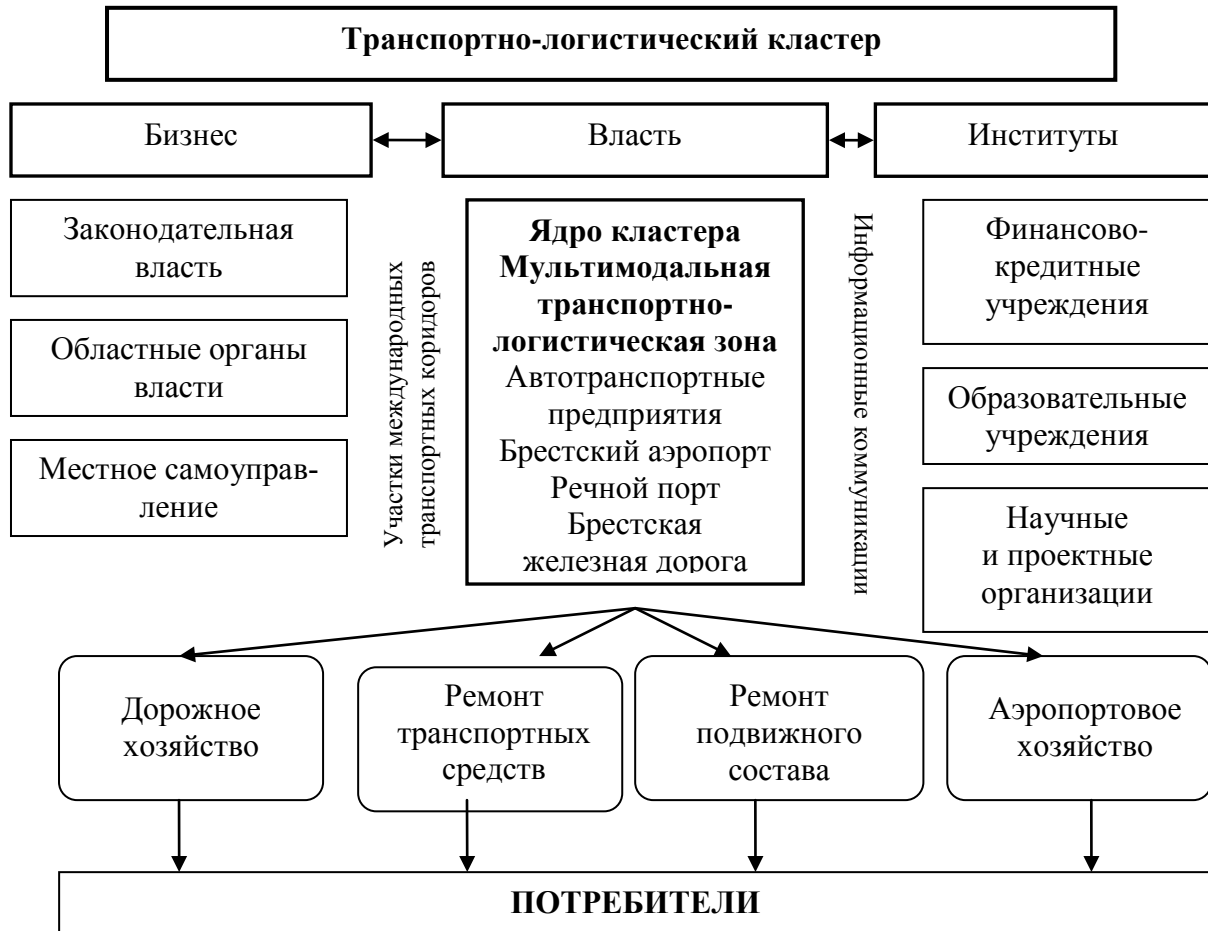 Транспортно-логистический кластер
Бизнес
Власть
Институты
Законодательная
власть
Областные органы
власти
Местное самоуправ-
ление
Участки международных
транспортных коридоров
Ядро кластера
Мультимодальная
транспортно-
логистическая зона
Автотранспортные
предприятия
Брестский аэропорт
Речной порт
Брестская
железная дорога
Информационные коммуникации
Финансово-
кредитные
учреждения
Образовательные
учреждения
Научные
и проектные
организации
Дорожное
хозяйство
Ремонт
транспортных
средств
Ремонт
подвижного
состава
Аэропортовое
хозяйство
ПОТРЕБИТЕЛИ